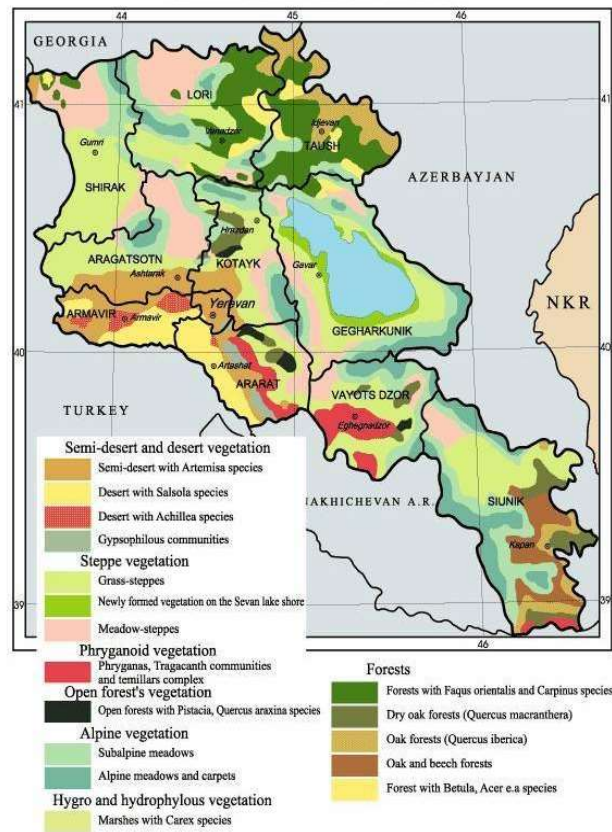 44 45 46
GEORGIA
41 41
LORI
Vanadzor
Idjevan
TAUSH
Gumri
SHIRAK
AZERBAYJAN
Hrazdan
ARAGATSOTN
KOTAYK
Ashtarak
Gavar
NKR
ARMAVIR
Armavir
Yerevan
GEGHARKUNIK
40 40
Artashat
ARARAT
VAYOTS DZOR
TURKEY
Eghegnadzor
Semi-desert and desert vegetation
Semi-desert with Artemisa species
Desert with Salsola species
NAKHICHEVAN A.R.
SIUNIK
Desert with Achillea species
Gypsophilous communities
Kapan
Steppe vegetation
Grass-steppes
Newly formed vegetation on the Sevan lake shore
39 39
Meadow-steppes
46
Phryganoid vegetation
Phryganas, Tragacanth communities
and temillars complex
Open forest's vegetation
Open forests with Pistacia, Quercus araxina species
Alpine vegetation
Subalpine meadows
Alpine meadows and carpets
Hygro and hydrophylous vegetation
Marshes with Carex species
Forests
Forests with Faqus orientalis and Carpinus species
Dry oak forests (Quercus macranthera)
Oak forests (Quercus iberica)
Oak and beech forests
Forest with Betula, Acer e.a species